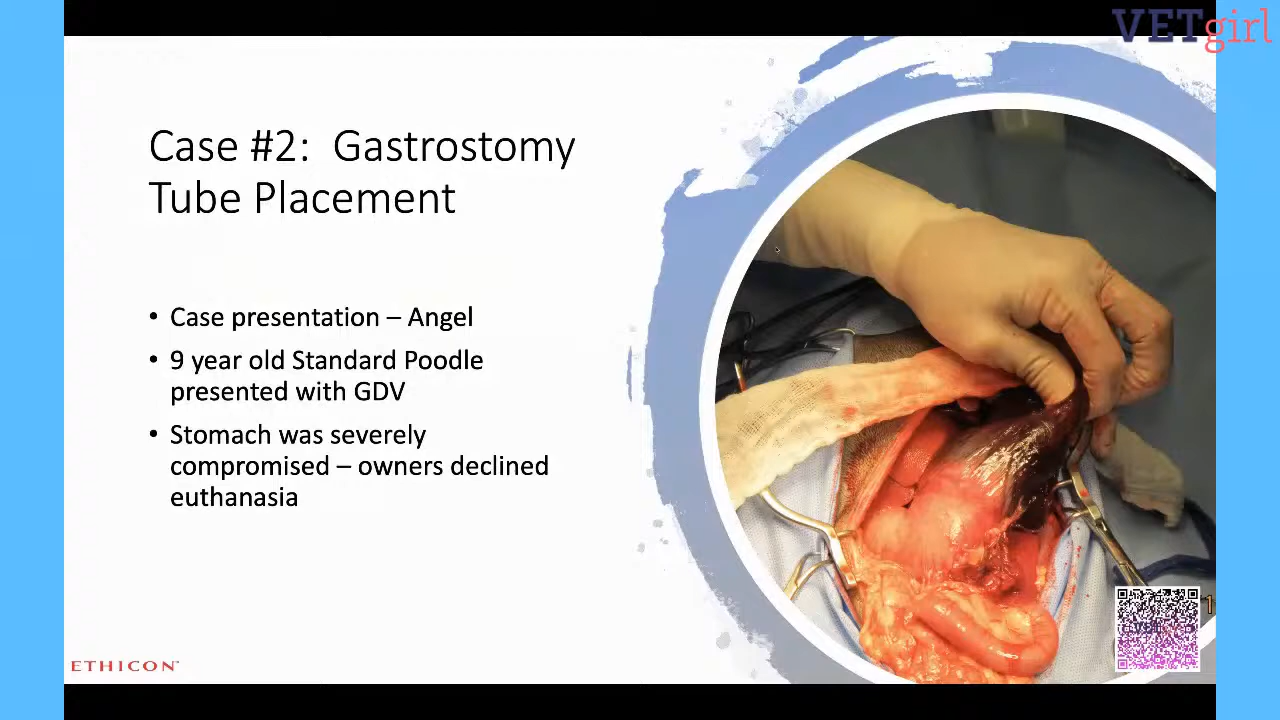 VETgirl
Case #2: Gastrostomy
Tube Placement
• Case presentation – Angel
• 9 year old Standard Poodle
presented with GDV
• Stomach was severely
compromised – owners declined
euthanasia
ETHICON™